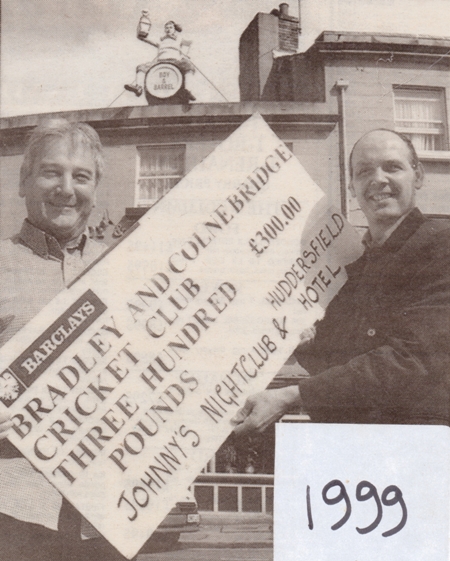 BOY
&
BARREL
BARCLAYS
BRADLEY AND COLNEBRIDGE
CRICKET CLUB
THREE HUNDRED £300.00
POUNDS
JOHNNY'S NIGHTCLUB & HUDDERSFIELD
HOTEL
1999